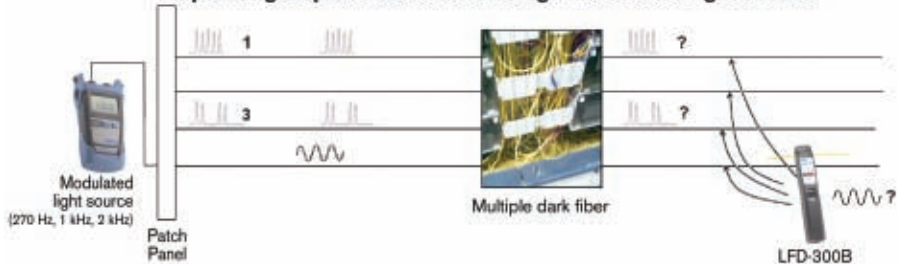 1
?
3
?
Modulated
light source
(270 Hz, 1 kHz, 2 kHz)
Patch
Panel
Multiple dark fiber
?
LFD-300B